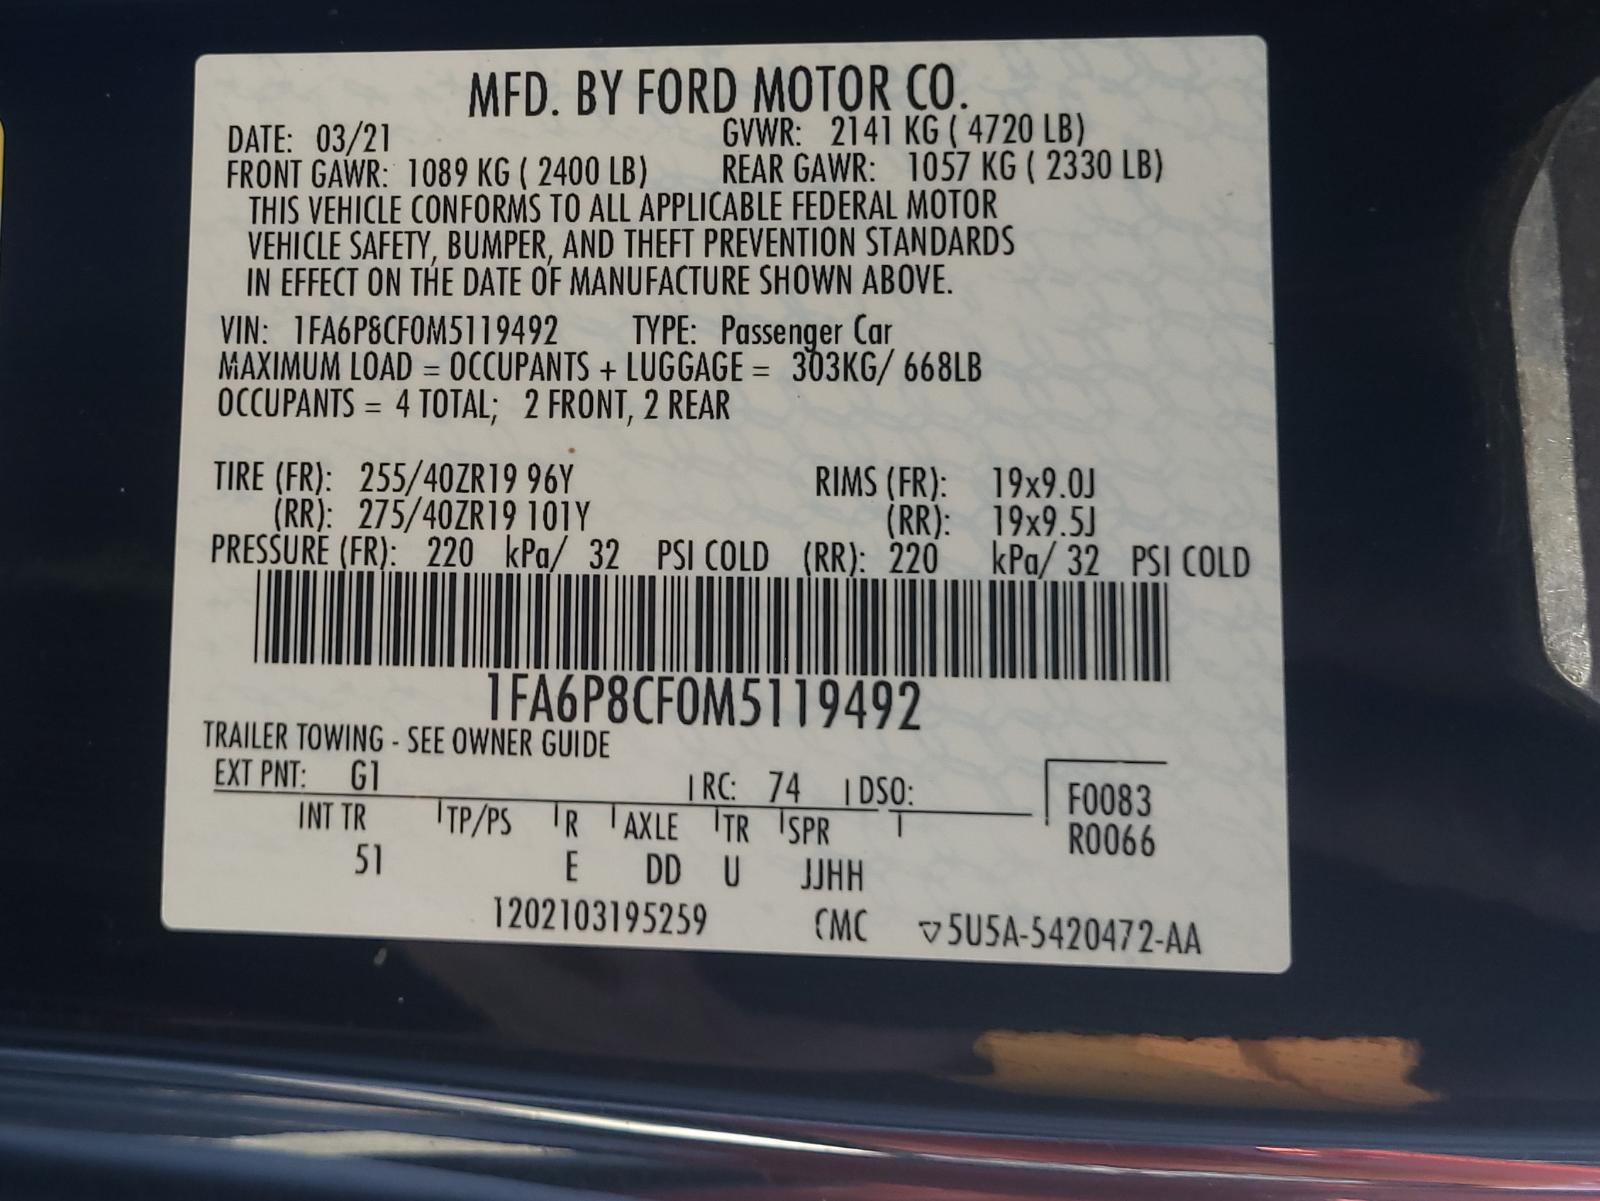 MFD. BY FORD MOTOR CO.
DATE: 03/21 GVWR: 2141 KG ( 4720 LB)
FRONT GAWR: 1089 KG ( 2400 LB) REAR GAWR: 1057 KG ( 2330 LB)
THIS VEHICLE CONFORMS TO ALL APPLICABLE FEDERAL MOTOR
VEHICLE SAFETY, BUMPER, AND THEFT PREVENTION STANDARDS
IN EFFECT ON THE DATE OF MANUFACTURE SHOWN ABOVE.
VIN: 1FA6P8CF0M5119492 TYPE: Passenger Car
MAXIMUM LOAD = OCCUPANTS + LUGGAGE = 303KG/ 668LB
OCCUPANTS = 4 TOTAL; 2 FRONT, 2 REAR
TIRE (FR): 255/40ZR19 96Y RIMS (FR): 19x9.0J
(RR): 275/40ZR19 101Y (RR): 19x9.5J
PRESSURE (FR): 220 kPa/ 32 PSI COLD (RR): 220 kPa/ 32 PSI COLD
1FA6P8CF0M5119492
TRAILER TOWING - SEE OWNER GUIDE
EXT PNT: G1 RC: 74 DSO: F0083
INT TR TP/PS R AXLE TR SPR R0066
51 E DD U JJHH
1202103195259 CMC ▽5U5A-5420472-AA